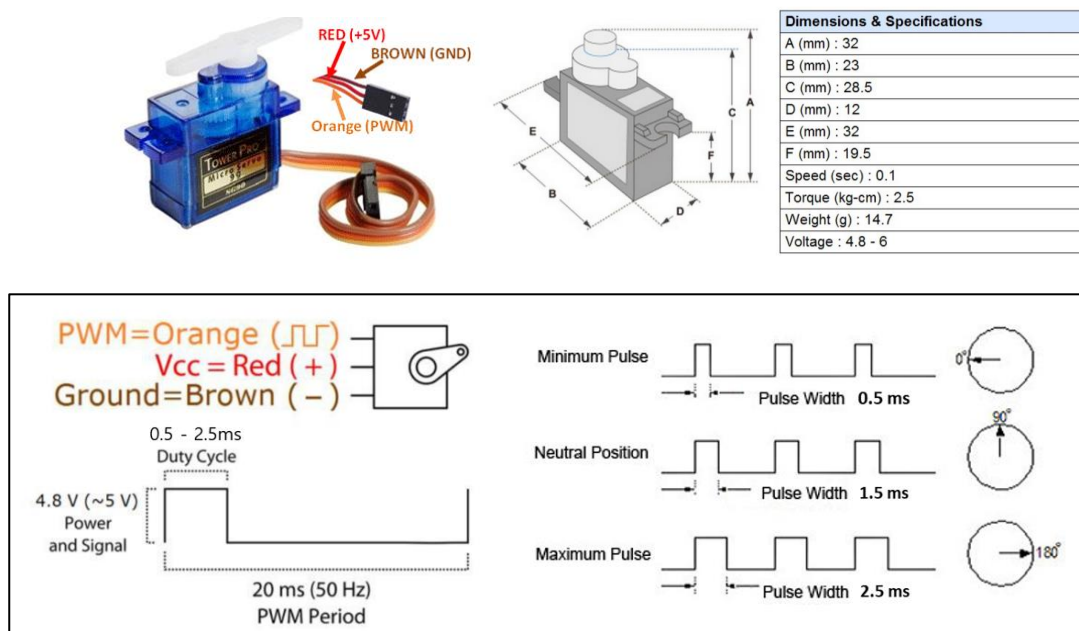 RED (+5V)
BROWN (GND)
Orange (PWM)
TOWER PRO
Micro Servo
9g
SG90
A
C
E
F
B
D
Dimensions & Specifications
A (mm) : 32
B (mm) : 23
C (mm) : 28.5
D (mm) : 12
E (mm) : 32
F (mm) : 19.5
Speed (sec) : 0.1
Torque (kg-cm) : 2.5
Weight (g) : 14.7
Voltage : 4.8 - 6
PWM=Orange (⎍⎍)
Vcc = Red (+)
Ground=Brown (−)
0.5 - 2.5ms
Duty Cycle
4.8 V (~5 V)
Power
and Signal
20 ms (50 Hz)
PWM Period
Minimum Pulse
Pulse Width 0.5 ms
0°
Neutral Position
Pulse Width 1.5 ms
90°
Maximum Pulse
Pulse Width 2.5 ms
180°